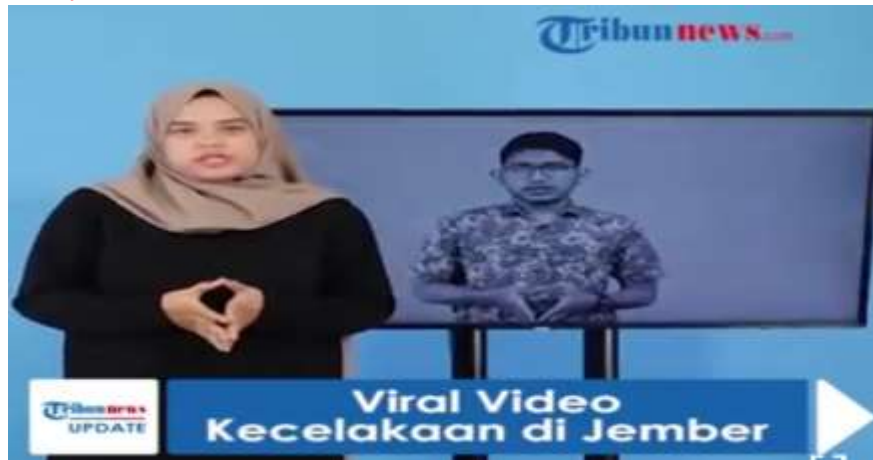 Tribunnews.com
Tribunnews
UPDATE
Viral Video
Kecelakaan di Jember